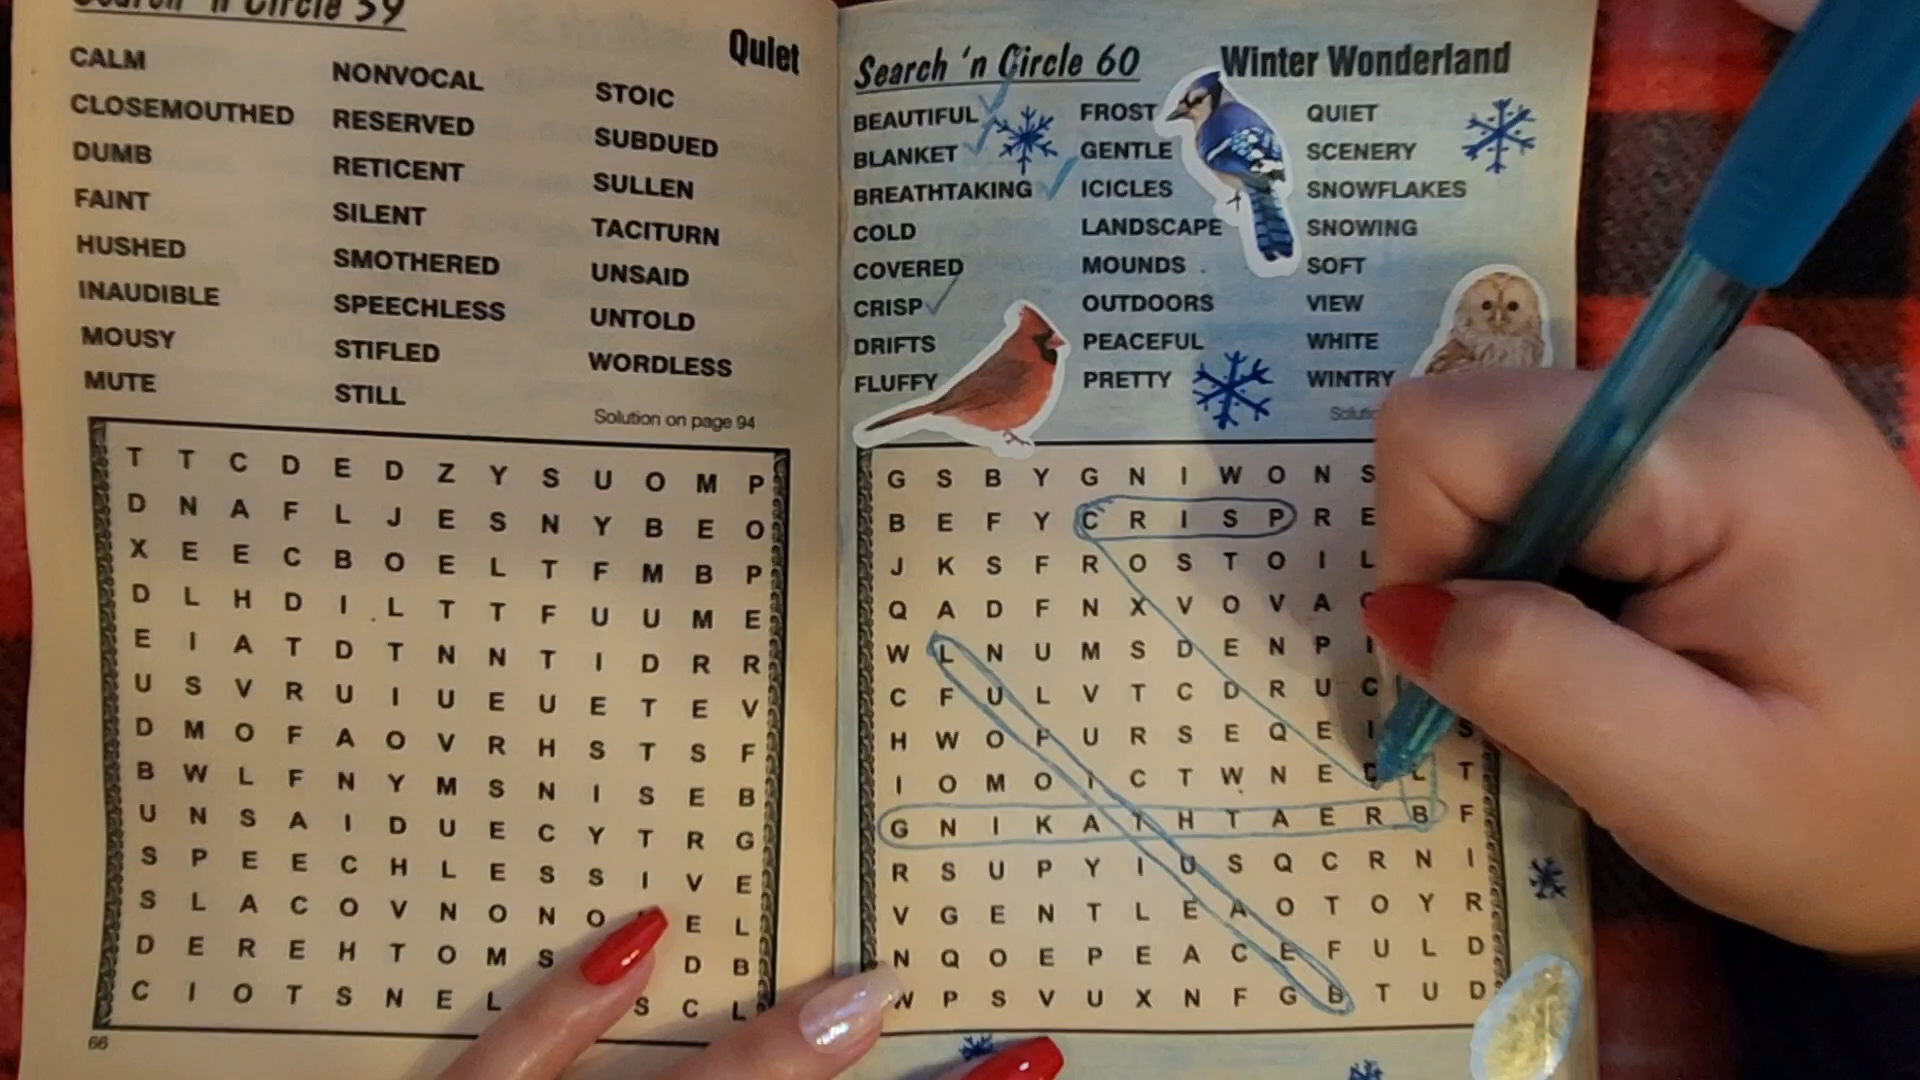 Search 'n Circle 59
Quiet
CALM
CLOSEMOUTHED
DUMB
FAINT
HUSHED
INAUDIBLE
MOUSY
MUTE
NONVOCAL
RESERVED
RETICENT
SILENT
SMOTHERED
SPEECHLESS
STIFLED
STILL
STOIC
SUBDUED
SULLEN
TACITURN
UNSAID
UNTOLD
WORDLESS
Solution on page 94
T T C D E D Z Y S U O M P
D N A F L J E S N Y B E O
X E E C B O E L T F M B P
D L H D I L T T F U U M E
E I A T D T N N T I D R R
U S V R U I U E U E T E V
D M O F A O V R H S T S F
B W L F N Y M S N I S E B
U N S A I D U E C Y T R G
S P E E C H L E S S I V E
S L A C O V N O N O E L
D E R E H T O M S D B
C I O T S N E L S C L
66
Search 'n Circle 60
Winter Wonderland
BEAUTIFUL
BLANKET
BREATHTAKING
COLD
COVERED
CRISP
DRIFTS
FLUFFY
FROST
GENTLE
ICICLES
LANDSCAPE
MOUNDS
OUTDOORS
PEACEFUL
PRETTY
QUIET
SCENERY
SNOWFLAKES
SNOWING
SOFT
VIEW
WHITE
WINTRY
G S B Y G N I W O N S
B E F Y C R I S P R E
J K S F R O S T O I L
Q A D F N X V O V A
W L N U M S D E N P I
C F U L V T C D R U C
H W O F U R S E Q E I S
I O M O I C T W N E L T
G N I K A T H T A E R B F
R S U P Y I U S Q C R N I
V G E N T L E A O T O Y R
N Q O E P E A C E F U L D
W P S V U X N F G B T U D